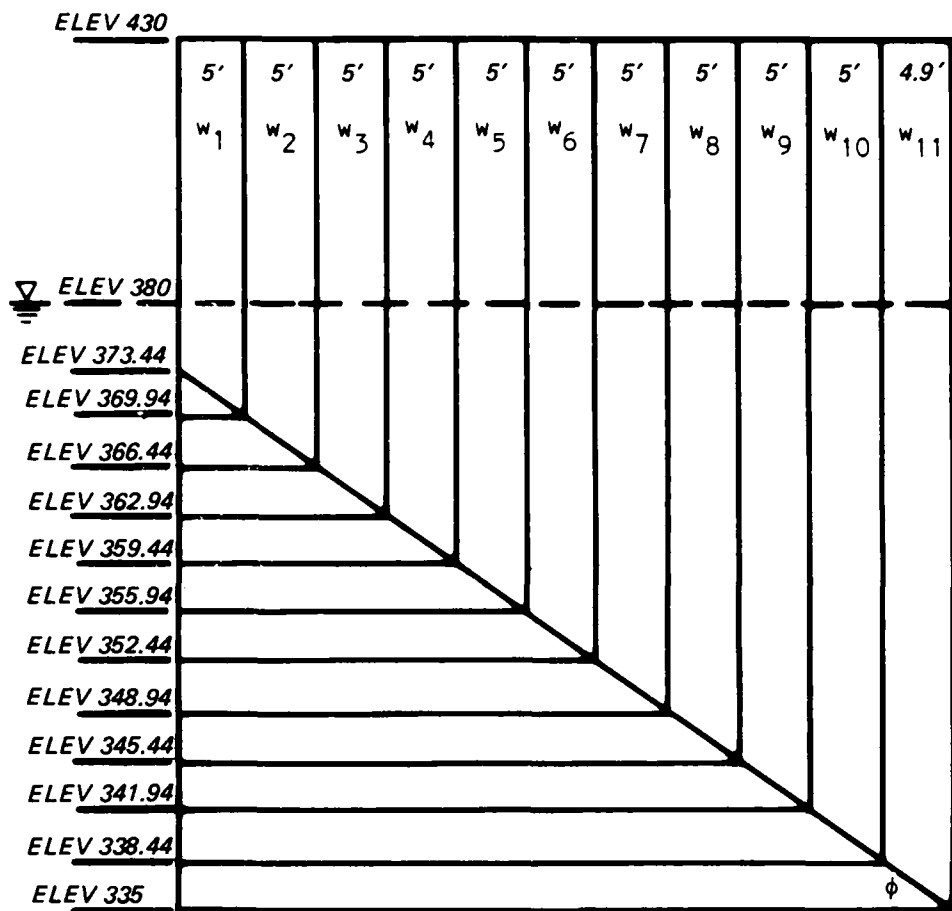 ELEV 430
5' 5' 5' 5' 5' 5' 5' 5' 5' 5' 4.9'
w1 w2 w3 w4 w5 w6 w7 w8 w9 w10 w11
ELEV 380
ELEV 373.44
ELEV 369.94
ELEV 366.44
ELEV 362.94
ELEV 359.44
ELEV 355.94
ELEV 352.44
ELEV 348.94
ELEV 345.44
ELEV 341.94
ELEV 338.44
ϕ
ELEV 335